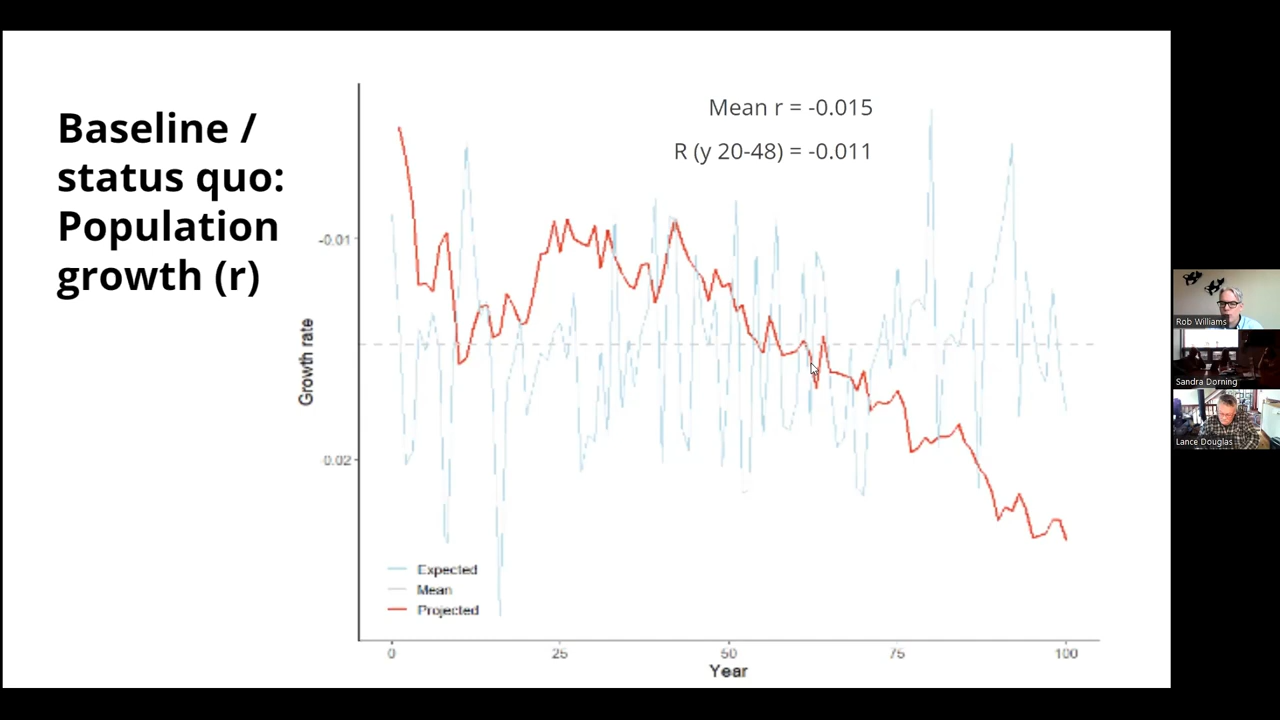 Baseline /
status quo:
Population
growth (r)
Mean r = -0.015
R (y 20-48) = -0.011
Growth rate
-0.01
-0.02
Expected
Mean
Projected
0
25
50
75
100
Year
Rob Williams
Sandra Dorning
Lance Douglas